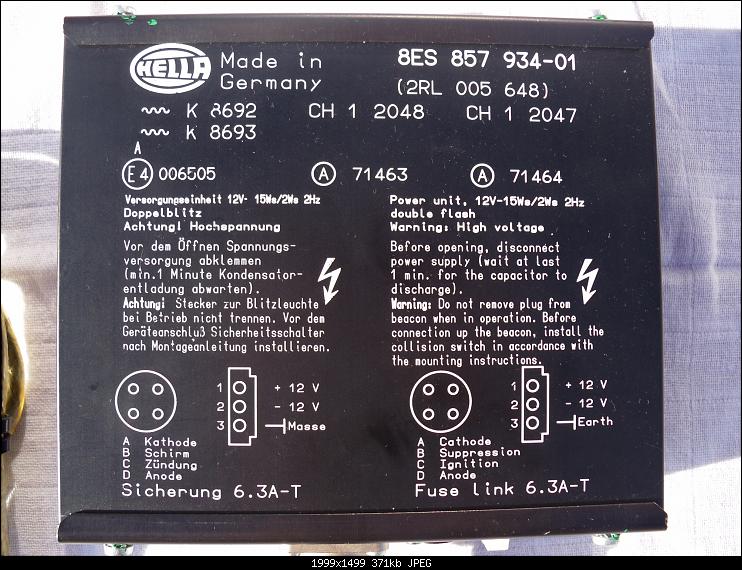 HELLA
Made in
Germany
8ES 857 934-01
(2RL 005 648)
K 8692 CH 1 2048 CH 1 2047
K 8693
A
E4 006505 A 71463 A 71464
Versorgungseinheit 12V- 15Ws/2Ws 2Hz
Doppelblitz
Achtung! Hochspannung
Vor dem Öffnen Spannungs-
versorgung abklemmen
(min.1 Minute Kondensator-
entladung abwarten).
Achtung: Stecker zur Blitzleuchte
bei Betrieb nicht trennen. Vor dem
Geräteanschluß Sicherheitsschalter
nach Montageanleitung installieren.
1 + 12 V
2 - 12 V
3 Masse
A Kathode
B Schirm
C Zündung
D Anode
Sicherung 6.3A-T
Power unit, 12V-15Ws/2Ws 2Hz
double flash
Warning: High voltage
Before opening, disconnect
power supply (wait at last
1 min. for the capacitor to
discharge).
Warning: Do not remove plug from
beacon when in operation. Before
connection up the beacon, install the
collision switch in accordance with
the mounting instructions.
1 + 12 V
2 - 12 V
3 Earth
A Cathode
B Suppression
C Ignition
D Anode
Fuse link 6.3A-T
1999x1499 371kb JPEG